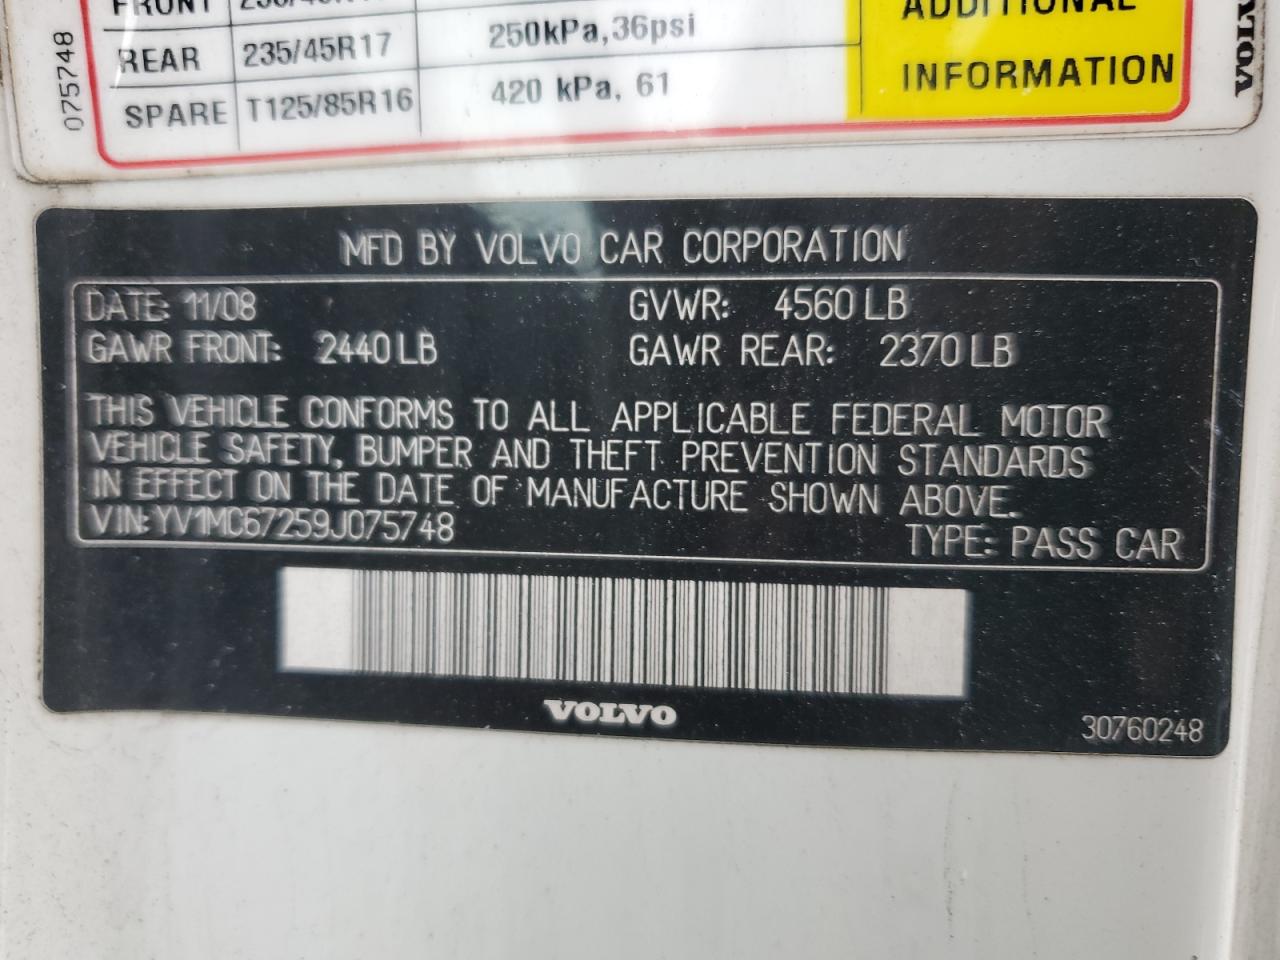 FRONT
REAR 235/45R17 250kPa,36psi
SPARE T125/85R16 420 kPa, 61
ADDITIONAL
INFORMATION
075748
VOLVO
MFD BY VOLVO CAR CORPORATION
DATE: 11/08 GVWR: 4560 LB
GAWR FRONT: 2440 LB GAWR REAR: 2370 LB
THIS VEHICLE CONFORMS TO ALL APPLICABLE FEDERAL MOTOR
VEHICLE SAFETY, BUMPER AND THEFT PREVENTION STANDARDS
IN EFFECT ON THE DATE OF MANUFACTURE SHOWN ABOVE.
VIN: YV1MC67259J075748 TYPE: PASS CAR
VOLVO
30760248